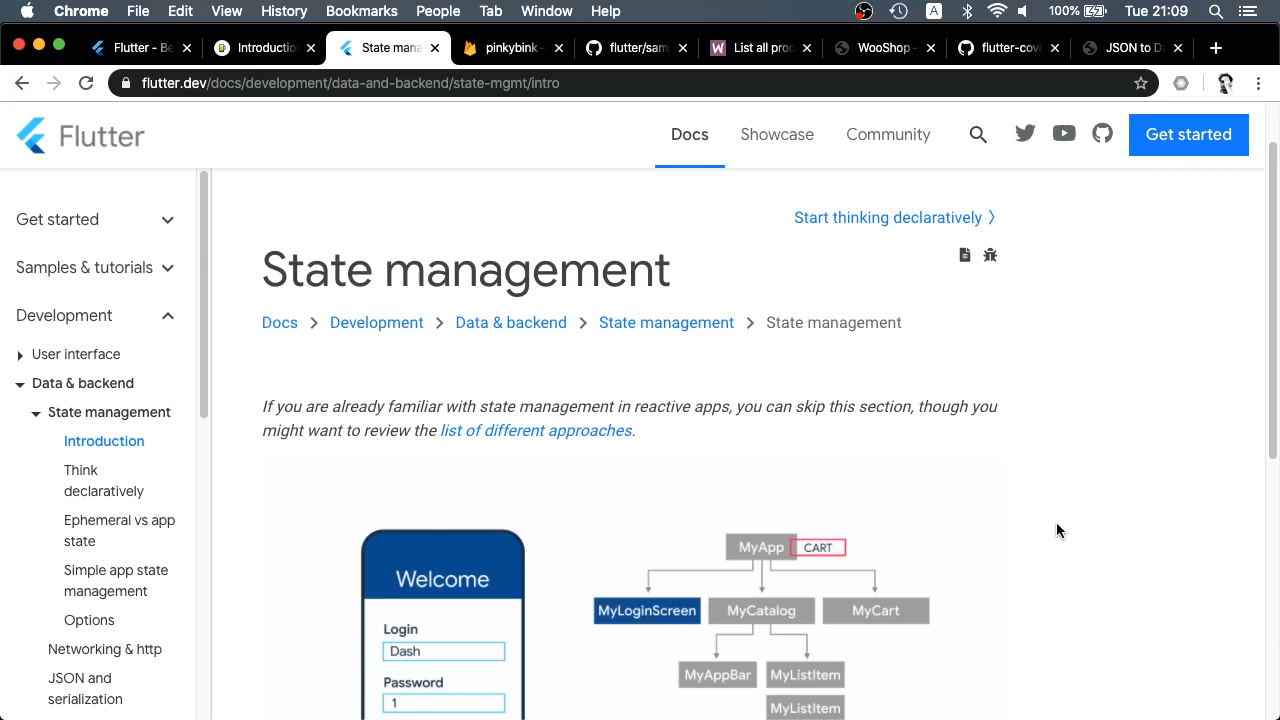 Chrome File Edit View History Bookmarks People Tab Window Help A 100% Tue 21:09
Flutter - Be Introductio State mana pinkybink - flutter/sam List all pro WooShop - flutter-covi JSON to Da
flutter.dev/docs/development/data-and-backend/state-mgmt/intro
Flutter Docs Showcase Community Get started
Get started
Samples & tutorials
Development
User interface
Data & backend
State management
Introduction
Think
declaratively
Ephemeral vs app
state
Simple app state
management
Options
Networking & http
JSON and
serialization
Start thinking declaratively
State management
Docs Development Data & backend State management State management
If you are already familiar with state management in reactive apps, you can skip this section, though you
might want to review the list of different approaches.
Welcome
Login
Dash
Password
1
MyApp CART
MyLoginScreen MyCatalog MyCart
MyAppBar MyListItem
MyListItem